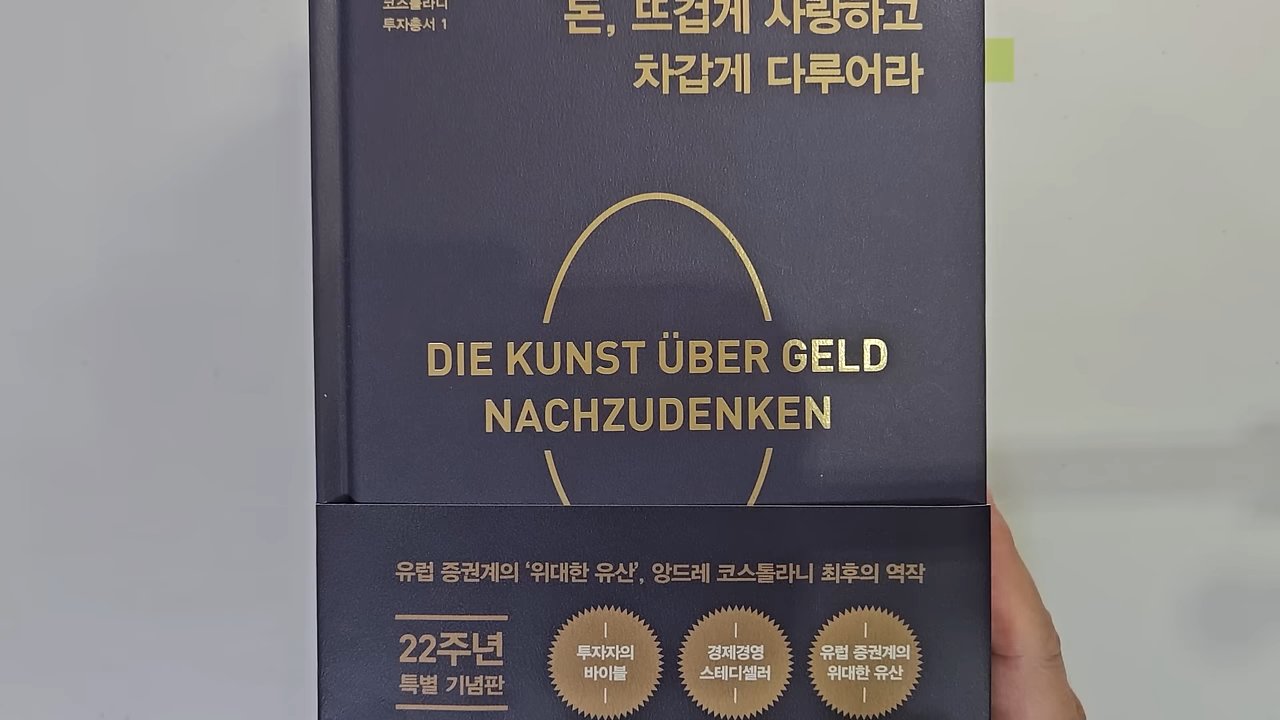 코스톨라니
투자총서 1
돈, 뜨겁게 사랑하고
차갑게 다루어라
DIE KUNST ÜBER GELD
NACHZUDENKEN
유럽 증권계의 ‘위대한 유산’, 앙드레 코스톨라니 최후의 역작
22주년
특별 기념판
투자자의
바이블
경제경영
스테디셀러
유럽 증권계의
위대한 유산